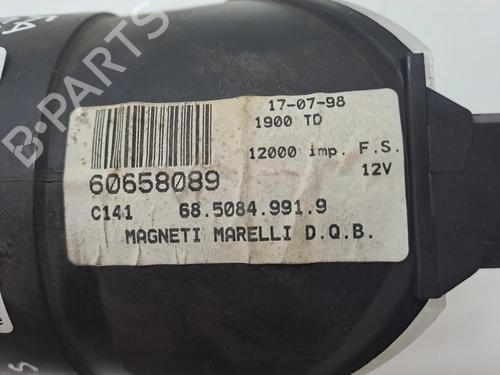 B-PARTS
17-07-98
1900 TD
12000 imp. F.S.
12V
60658089
C141 68.5084.991.9
MAGNETI MARELLI D.Q.B.